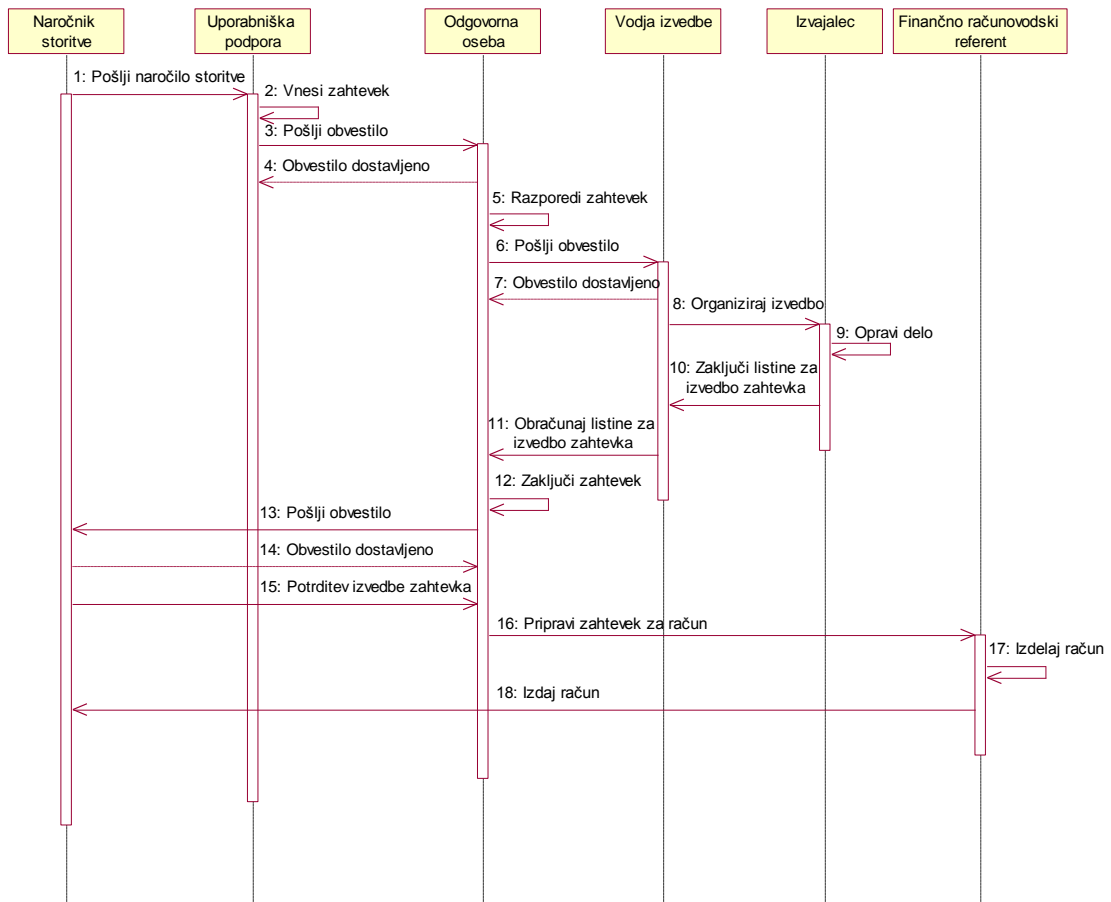 Naročnik
storitve
Uporabniška
podpora
Odgovorna
oseba
Vodja izvedbe
Izvajalec
Finančno računovodski
referent
1: Pošlji naročilo storitve
2: Vnesi zahtevek
3: Pošlji obvestilo
4: Obvestilo dostavljeno
5: Razporedi zahtevek
6: Pošlji obvestilo
7: Obvestilo dostavljeno
8: Organiziraj izvedbo
9: Opravi delo
10: Zaključi listine za
izvedbo zahtevka
11: Obračunaj listine za
izvedbo zahtevka
12: Zaključi zahtevek
13: Pošlji obvestilo
14: Obvestilo dostavljeno
15: Potrditev izvedbe zahtevka
16: Pripravi zahtevek za račun
17: Izdelaj račun
18: Izdaj račun